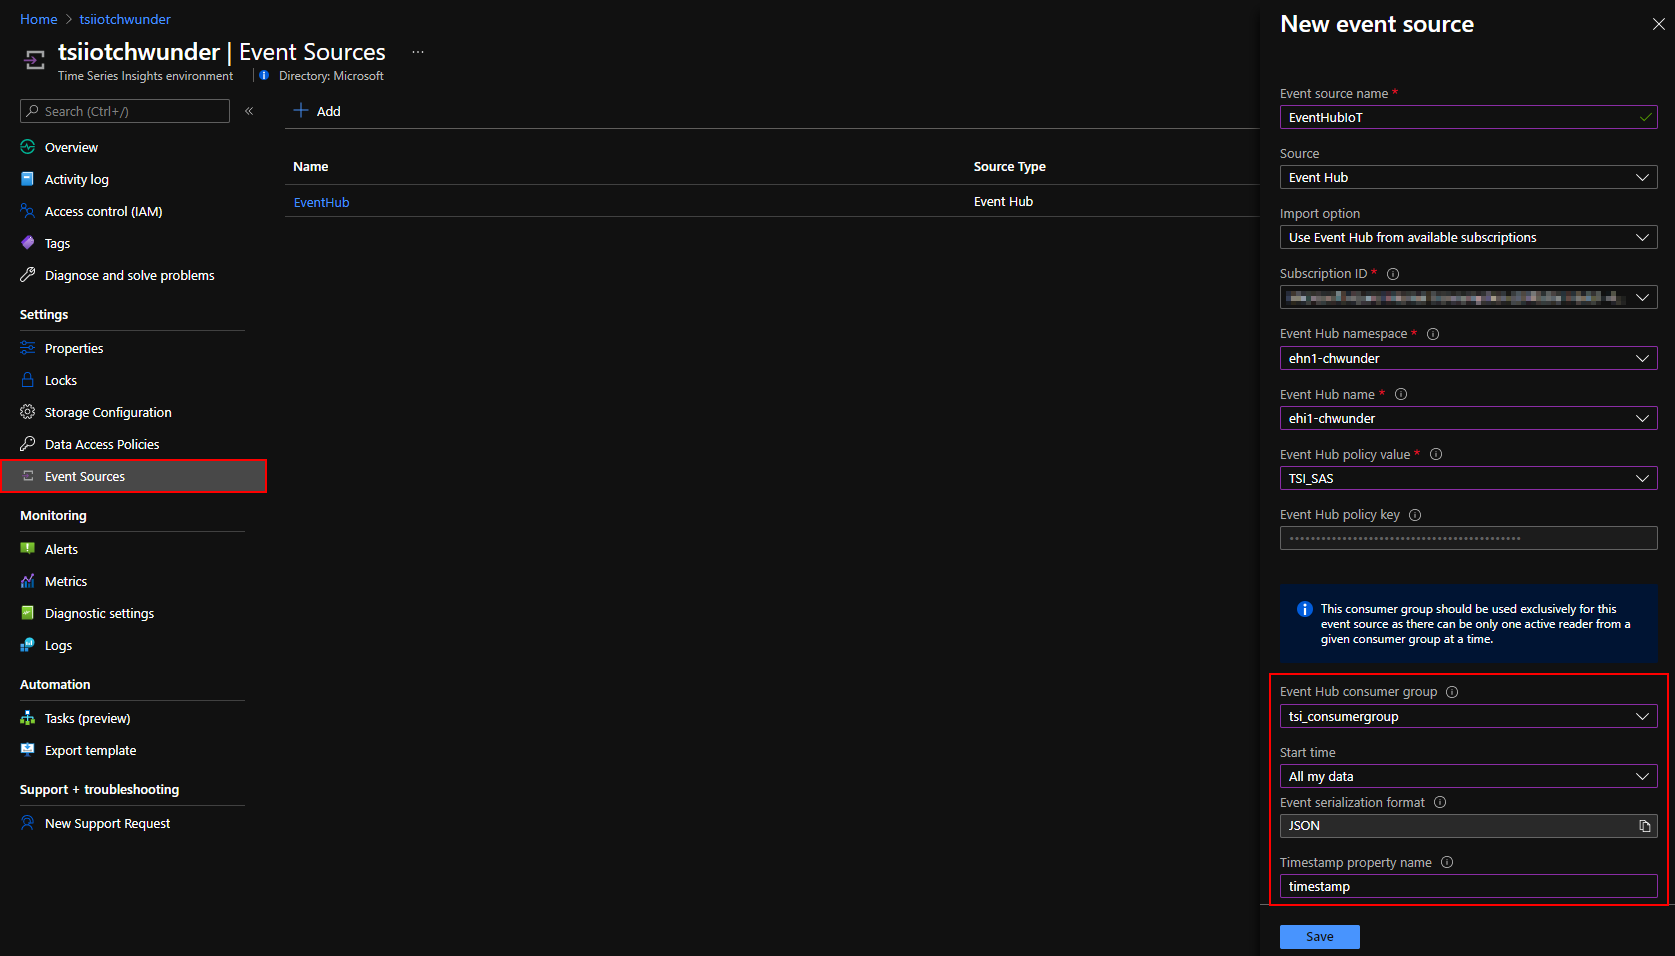 Home > tsiiotchwunder
tsiiotchwunder | Event Sources ...
Time Series Insights environment
Directory: Microsoft
Search (Ctrl+/)
«
Overview
Activity log
Access control (IAM)
Tags
Diagnose and solve problems
Settings
Properties
Locks
Storage Configuration
Data Access Policies
Event Sources
Monitoring
Alerts
Metrics
Diagnostic settings
Logs
Automation
Tasks (preview)
Export template
Support + troubleshooting
New Support Request
+ Add
Name
Source Type
EventHub
Event Hub
New event source
Event source name *
EventHubIoT
Source
Event Hub
Import option
Use Event Hub from available subscriptions
Subscription ID *
Event Hub namespace *
ehn1-chwunder
Event Hub name *
ehi1-chwunder
Event Hub policy value *
TSI_SAS
Event Hub policy key
This consumer group should be used exclusively for this
event source as there can be only one active reader from a
given consumer group at a time.
Event Hub consumer group
tsi_consumergroup
Start time
All my data
Event serialization format
JSON
Timestamp property name
timestamp
Save